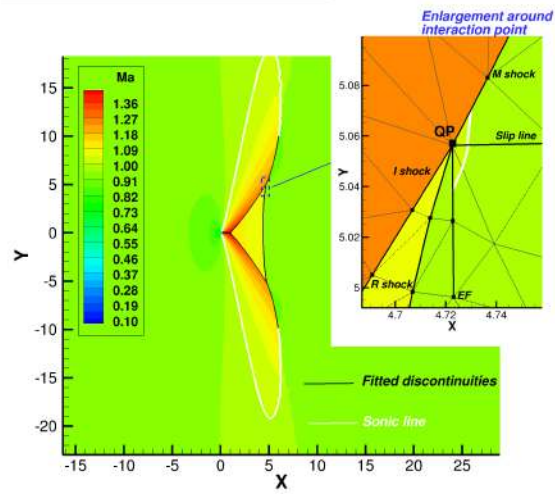 Enlargement around
interaction point
Ma
1.36
1.27
1.18
1.09
1.00
0.91
0.82
0.73
0.64
0.55
0.46
0.37
0.28
0.19
0.10
15
10
5
0
-5
-10
-15
-20
Y
-15
-10
-5
0
5
10
15
20
25
X
M shock
5.08
QP
5.06
Slip line
Y
I shock
5.04
5.02
R shock
EF
5
4.7
4.72
4.74
X
Fitted discontinuities
Sonic line